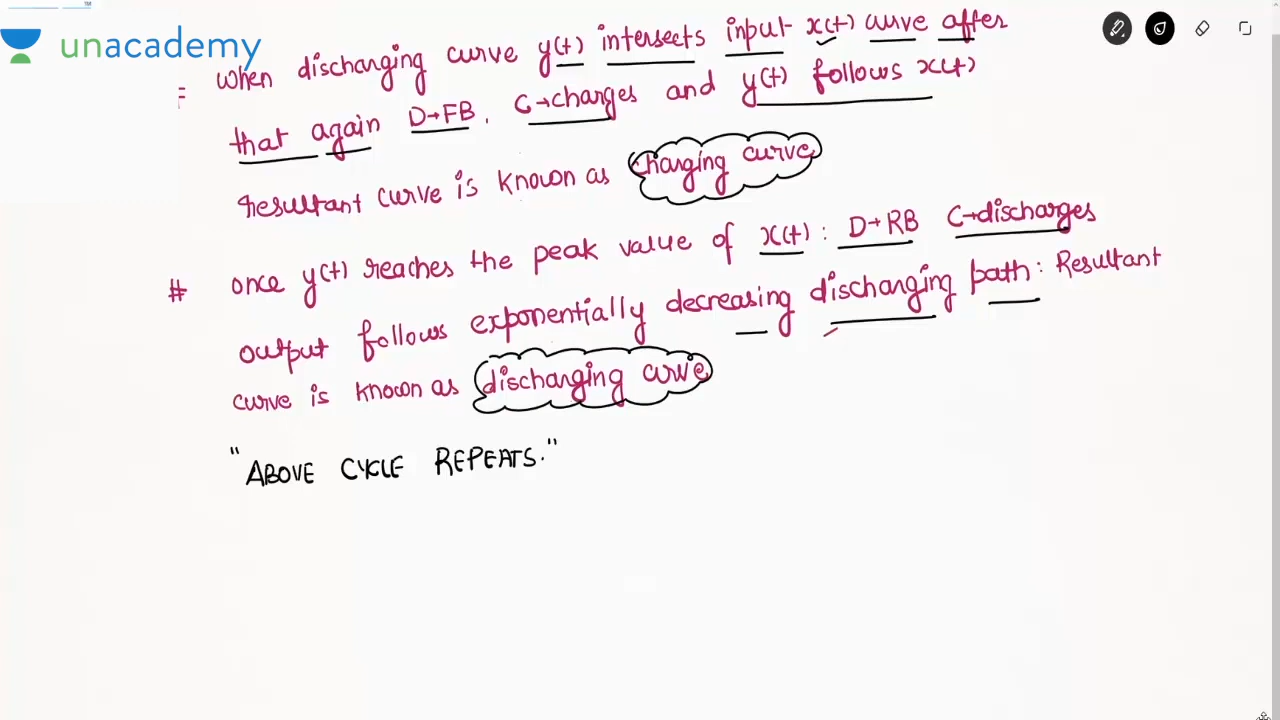 unacademy
when discharging curve y(t) intersects input x(t) curve after
that again D→FB, C→charges and y(t) follows x(t)
resultant curve is known as charging curve
# once y(t) reaches the peak value of x(t): D→RB C→discharges
output follows exponentially decreasing discharging path: Resultant
curve is known as discharging curve
"ABOVE CYCLE REPEATS."